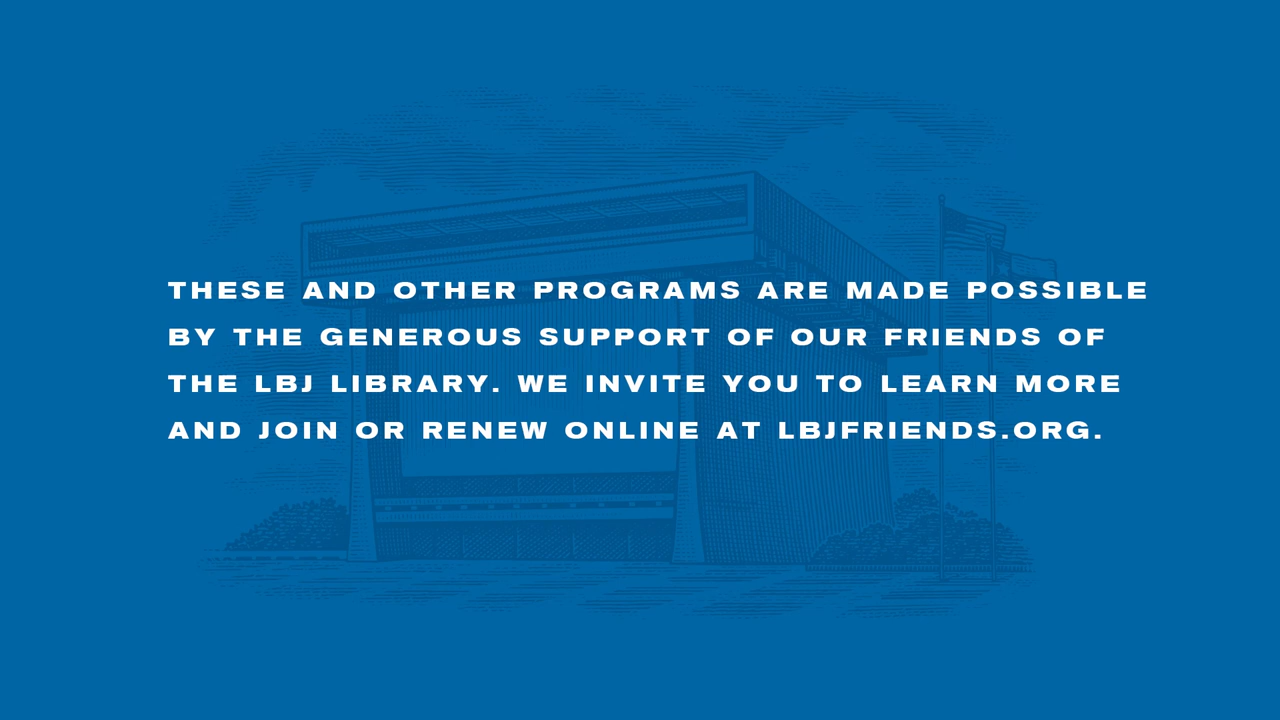 THESE AND OTHER PROGRAMS ARE MADE POSSIBLE
BY THE GENEROUS SUPPORT OF OUR FRIENDS OF
THE LBJ LIBRARY. WE INVITE YOU TO LEARN MORE
AND JOIN OR RENEW ONLINE AT LBJFRIENDS.ORG.